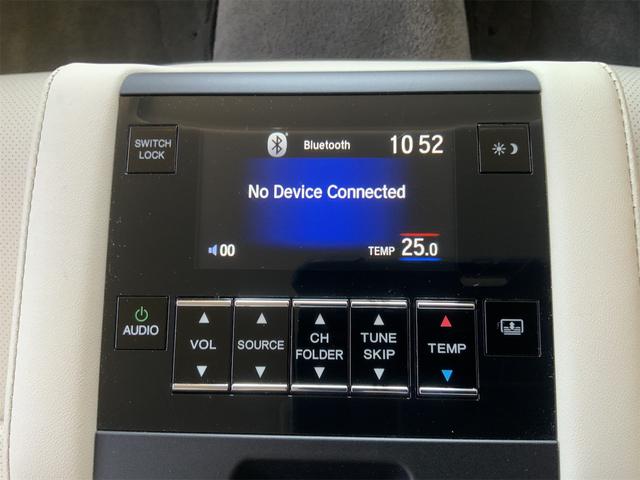 SWITCH
LOCK
Bluetooth 10 52
No Device Connected
00 TEMP 25.0
AUDIO
VOL
SOURCE
CH
FOLDER
TUNE
SKIP
TEMP